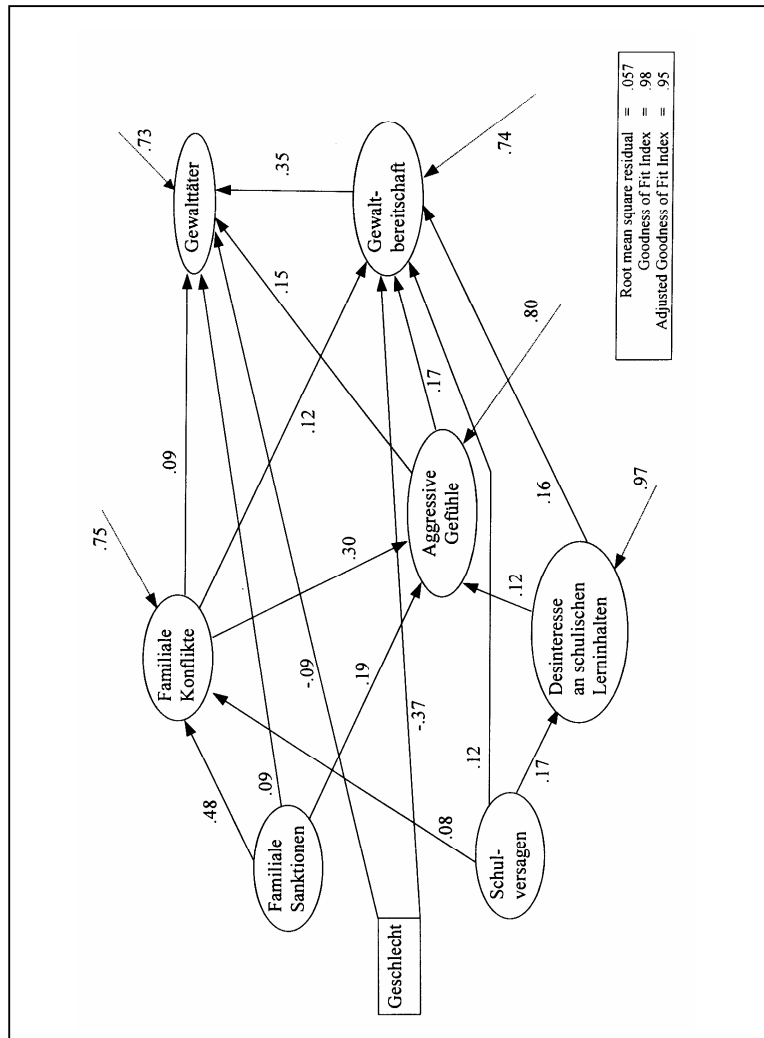 .73
Gewalttäter
.35
Gewalt-
bereitschaft
.74
Root mean square residual = .057
Goodness of Fit Index = .98
Adjusted Goodness of Fit Index = .95
.15
.09
.12
.17
.80
.75
Familiale
Konflikte
.30
Aggressive
Gefühle
.16
.97
-.09
.19
.12
Desinteresse
an schulischen
Lerninhalten
-.37
.48
.09
.08
.12
.17
Familiale
Sanktionen
Schul-
versagen
Geschlecht